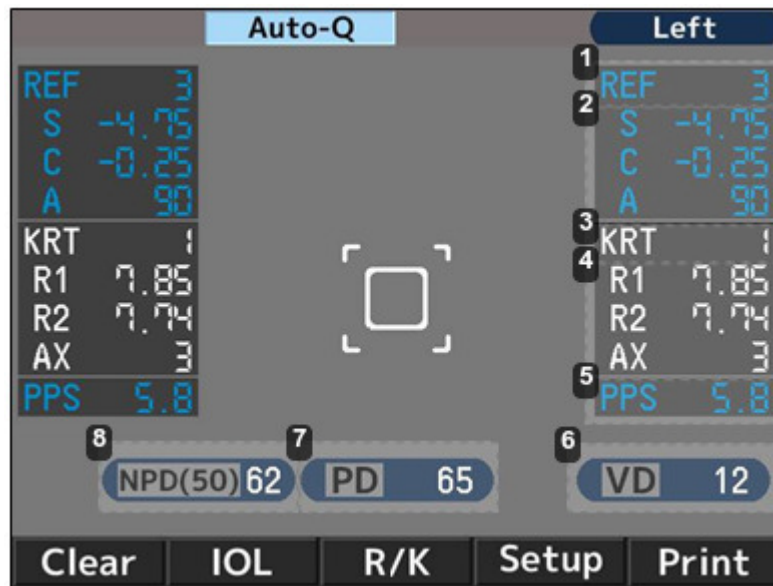 Auto-Q Left
1
REF 3 REF 3
2
S -4.75 S -4.75
C -0.25 C -0.25
A 90 A 90
3
KRT 1 KRT 1
4
R1 7.85 R1 7.85
R2 7.74 R2 7.74
AX 3 AX 3
5
PPS 5.8 PPS 5.8
8 7 6
NPD(50) 62 PD 65 VD 12
Clear IOL R/K Setup Print